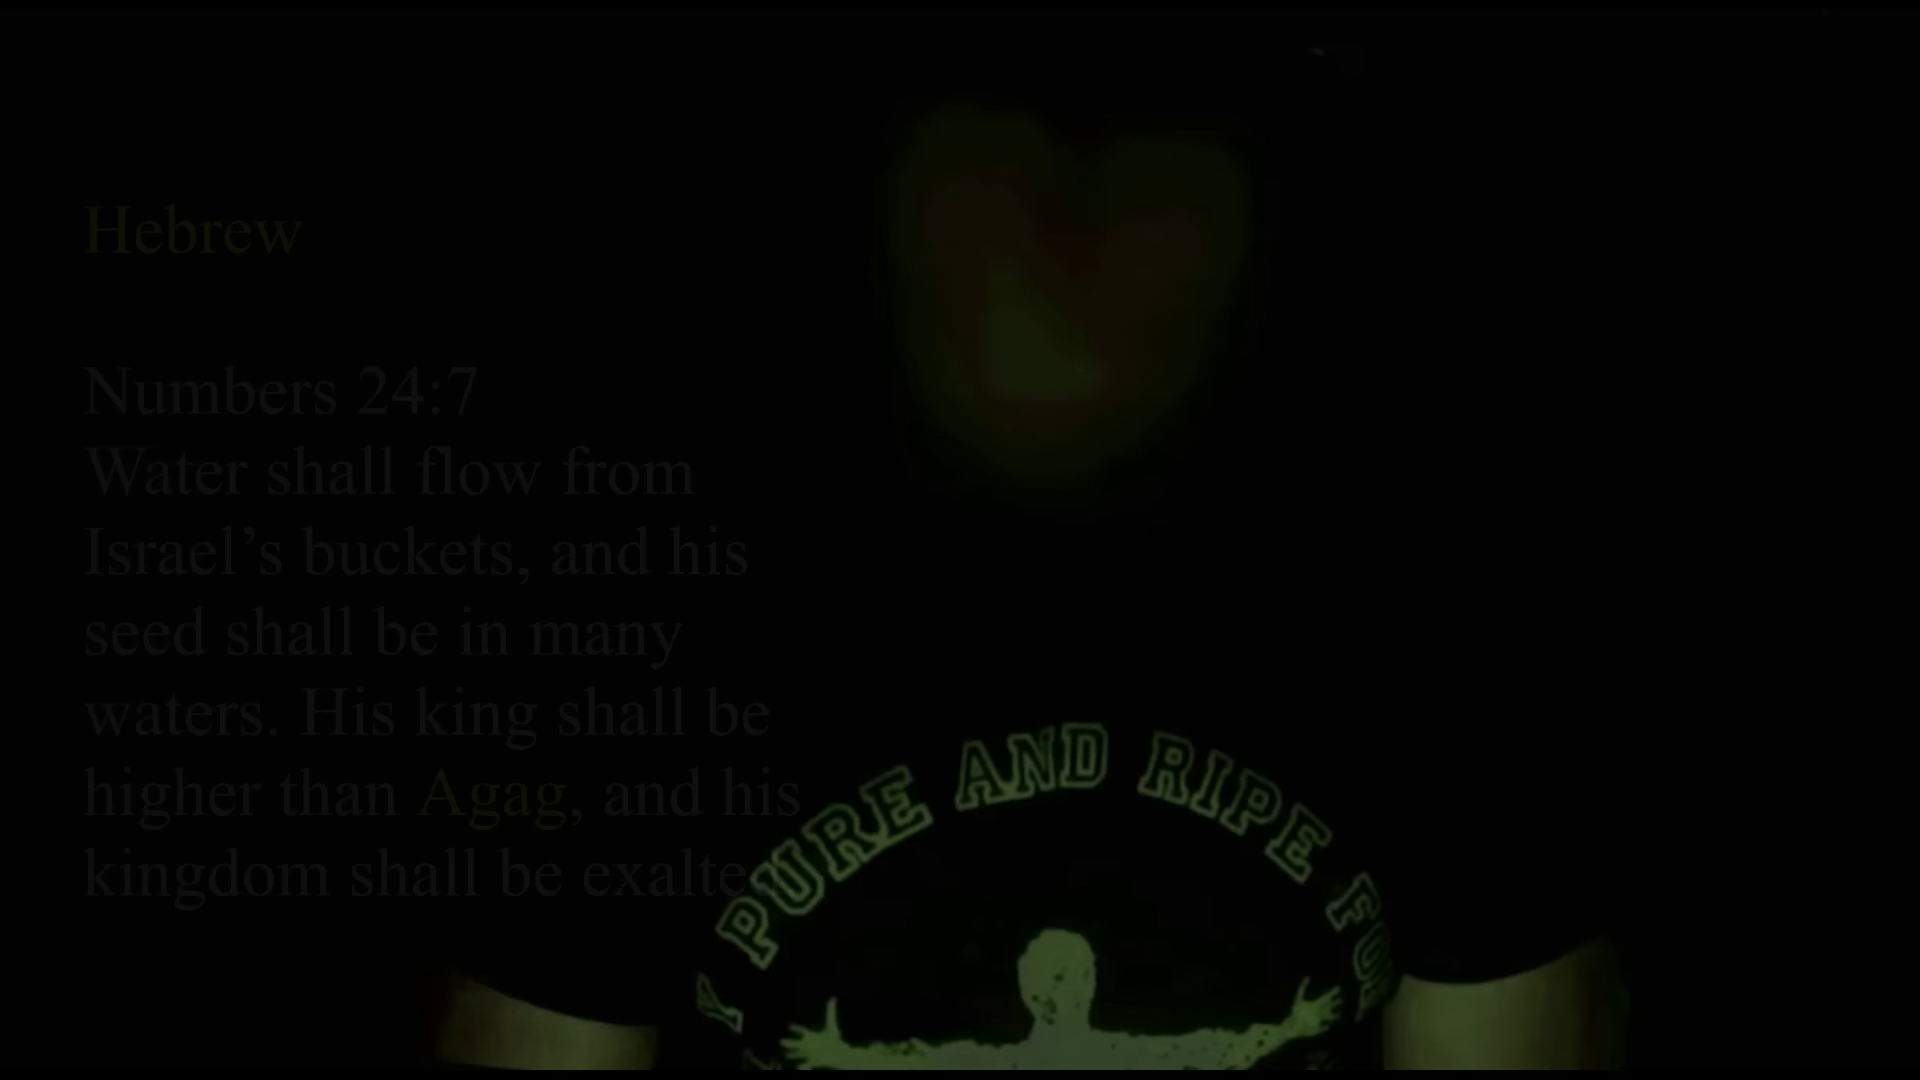 Hebrew
Numbers 24:7
Water shall flow from
Israel’s buckets, and his
seed shall be in many
waters. His king shall be
higher than Agag, and his
kingdom shall be exalte
Y PURE AND RIPE FOR